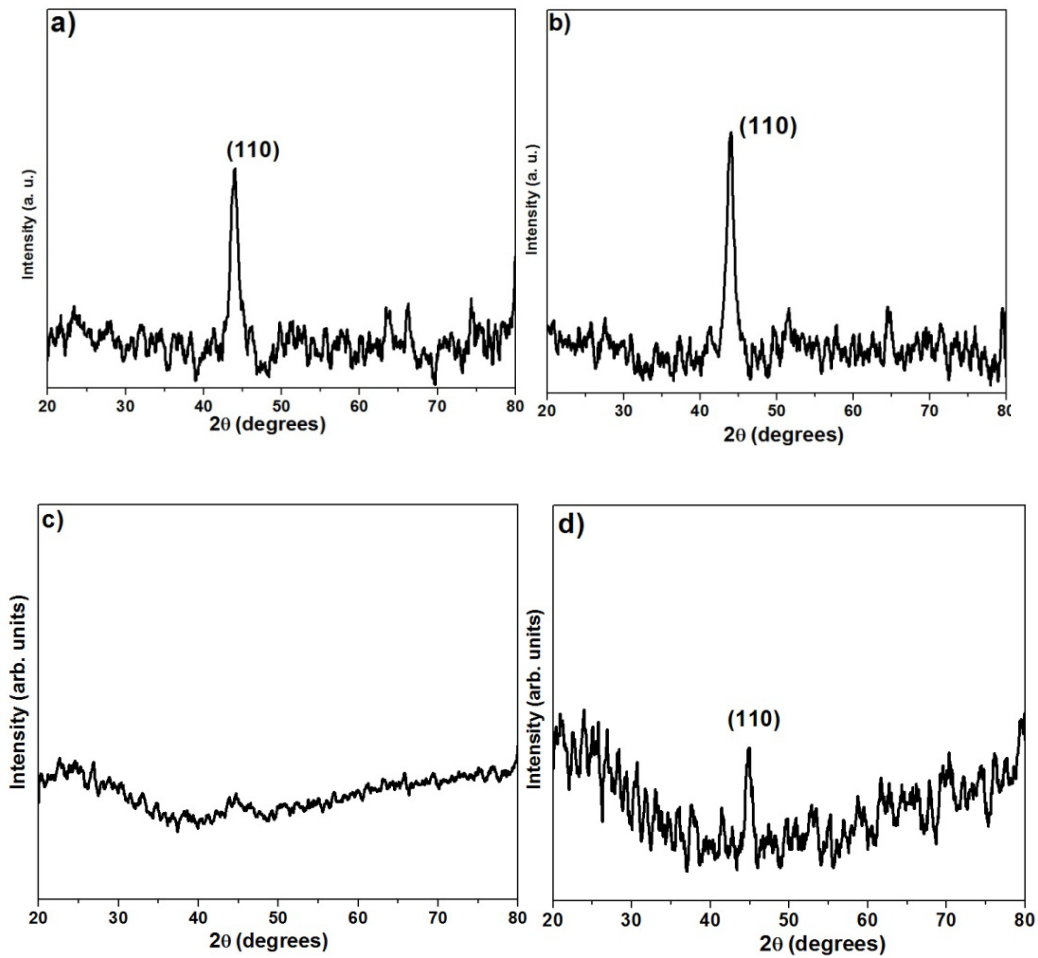 a)
(110)
Intensity (a. u.)
20 30 40 50 60 70 80
2θ (degrees)
b)
(110)
Intensity (a. u.)
20 30 40 50 60 70 80
2θ (degrees)
c)
Intensity (arb. units)
20 30 40 50 60 70 80
2θ (degrees)
d)
(110)
Intensity (arb. units)
20 30 40 50 60 70 80
2θ (degrees)